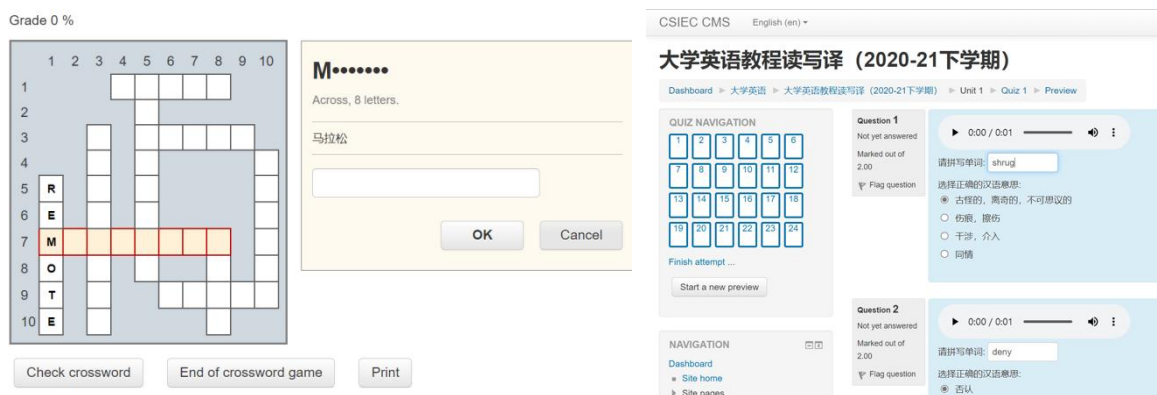 Grade 0 %
1 2 3 4 5 6 7 8 9 10
1
2
3
4
5 R
6 E
7 M
8 O
9 T
10 E
M•••••••
Across, 8 letters.
马拉松
OK Cancel
Check crossword End of crossword game Print
CSIEC CMS English (en)
大学英语教程读写译（2020-21下学期）
Dashboard ▶ 大学英语 ▶ 大学英语教程读写译（2020-21下学期） ▶ Unit 1 ▶ Quiz 1 ▶ Preview
QUIZ NAVIGATION
1 2 3 4 5 6
7 8 9 10 11 12
13 14 15 16 17 18
19 20 21 22 23 24
Finish attempt ...
Start a new preview
NAVIGATION
Dashboard
Site home
Site pages
Question 1
Not yet answered
Marked out of
2.00
Flag question
0:00 / 0:01
请拼写单词: shrug
选择正确的汉语意思:
古怪的，离奇的，不可思议的
伤痕，擦伤
干涉，介入
同情
Question 2
Not yet answered
Marked out of
2.00
Flag question
0:00 / 0:01
请拼写单词: deny
选择正确的汉语意思:
否认